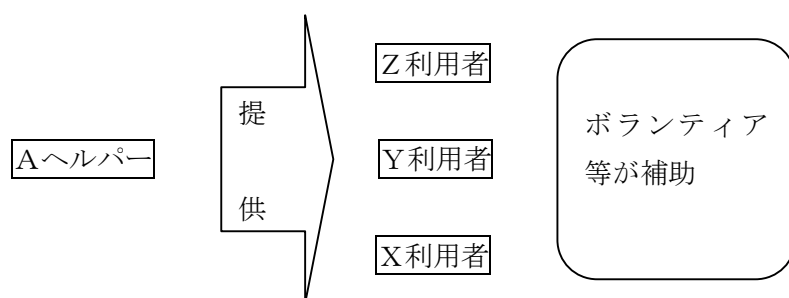 Aヘルパー
提
供
Z利用者
Y利用者
X利用者
ボランティア
等が補助